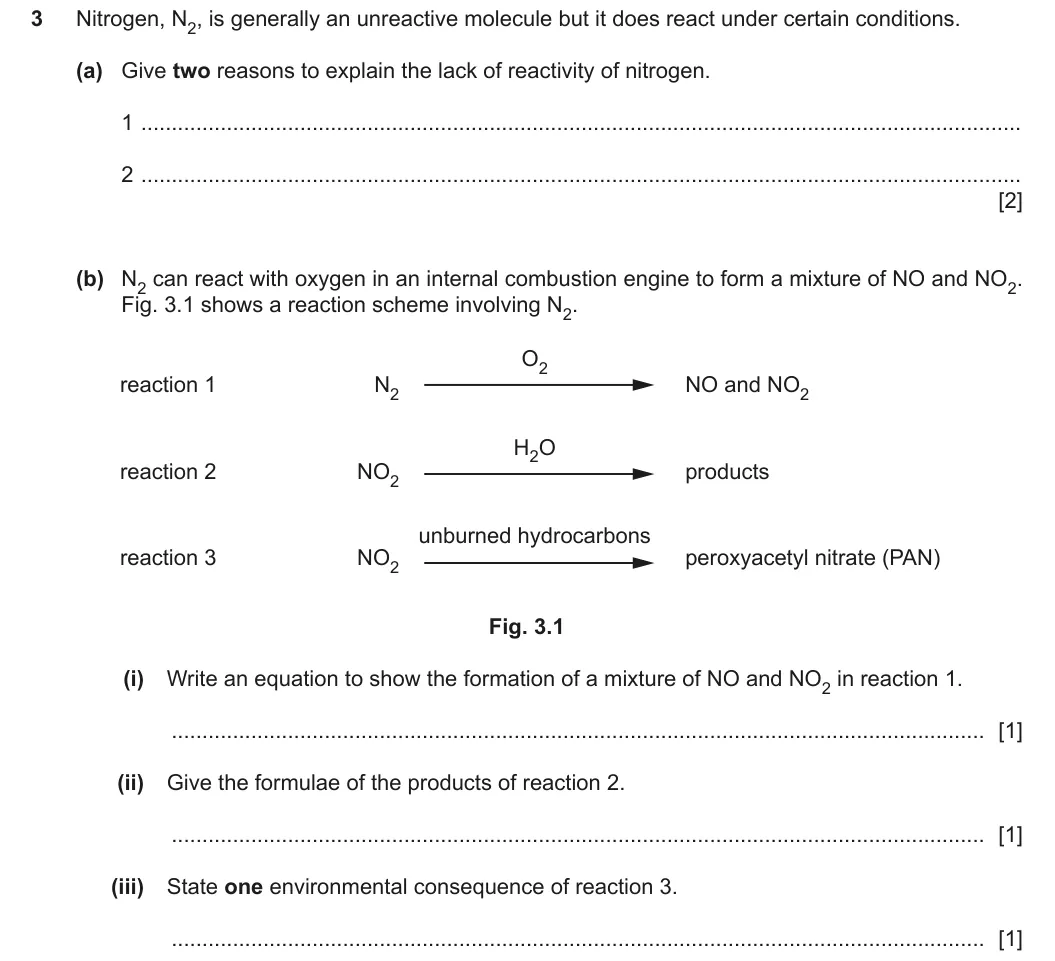 3 Nitrogen, N2, is generally an unreactive molecule but it does react under certain conditions.
(a) Give two reasons to explain the lack of reactivity of nitrogen.
1 ................................................................
2 ................................................................
[2]
(b) N2 can react with oxygen in an internal combustion engine to form a mixture of NO and NO2.
Fig. 3.1 shows a reaction scheme involving N2.
O2
reaction 1 N2 NO and NO2
H2O
reaction 2 NO2 products
unburned hydrocarbons
reaction 3 NO2 peroxyacetyl nitrate (PAN)
Fig. 3.1
(i) Write an equation to show the formation of a mixture of NO and NO2 in reaction 1.
................................................................ [1]
(ii) Give the formulae of the products of reaction 2.
................................................................ [1]
(iii) State one environmental consequence of reaction 3.
................................................................ [1]